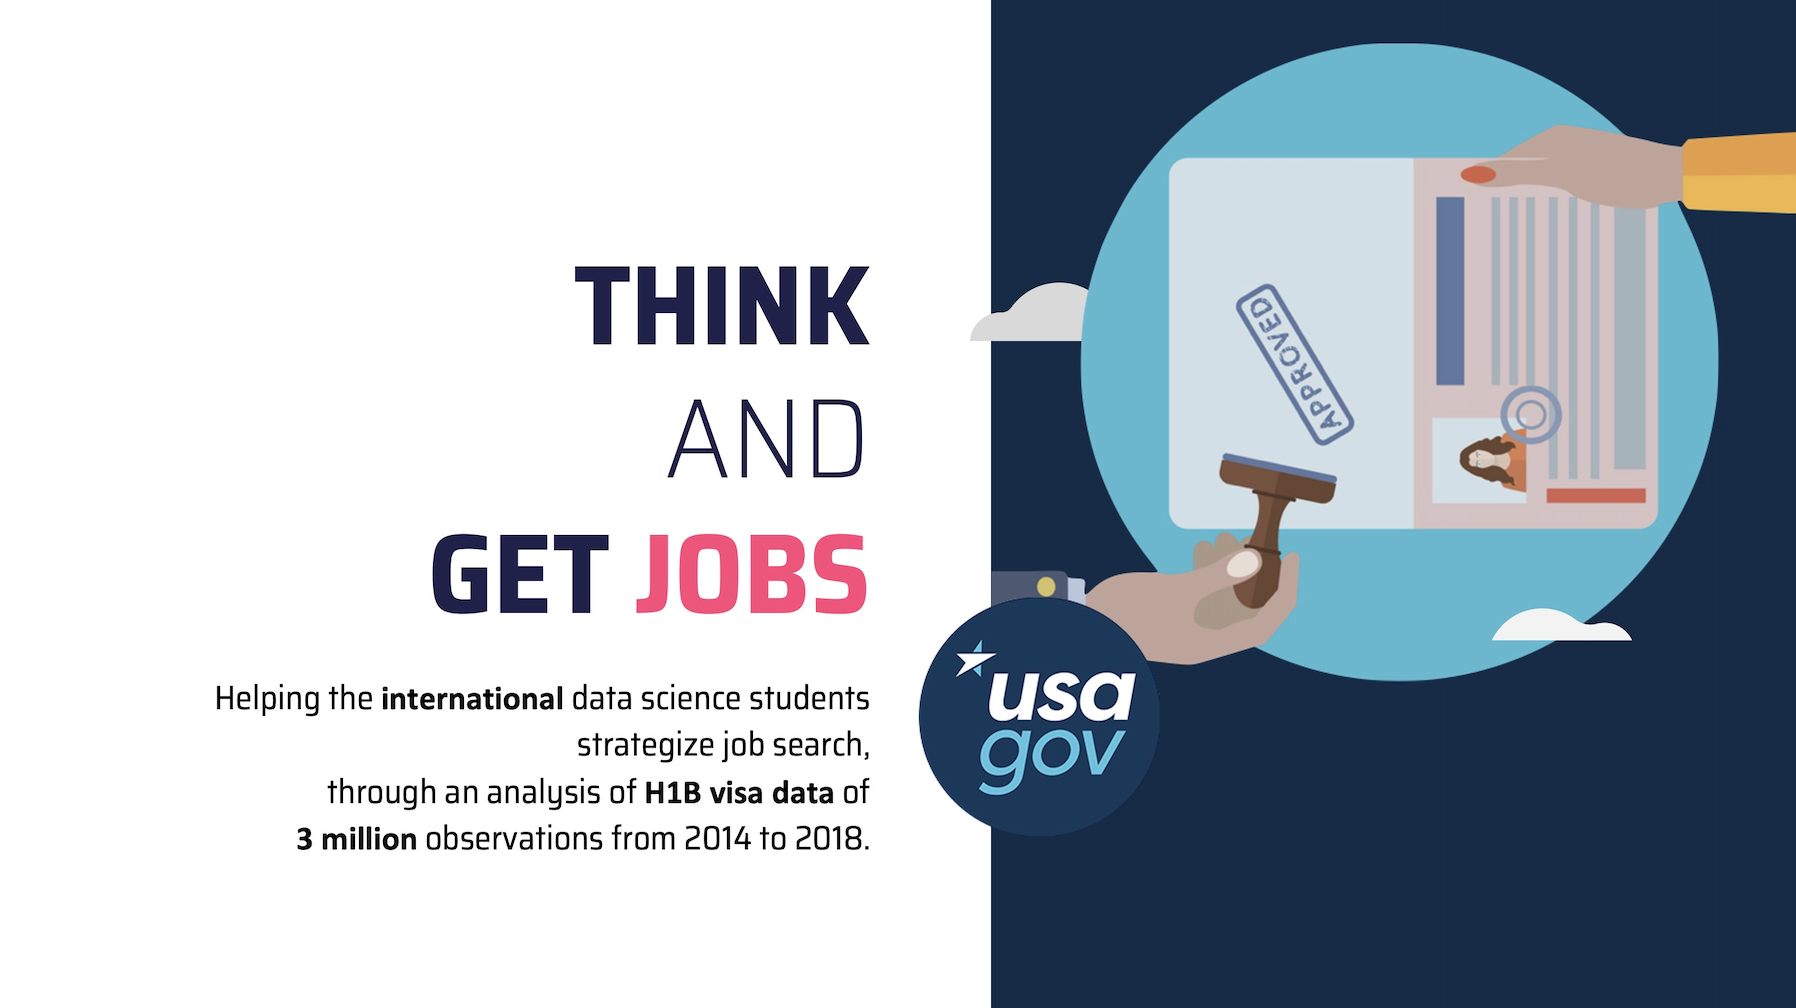 THINK
AND
GET JOBS
Helping the international data science students
strategize job search,
through an analysis of H1B visa data of
3 million observations from 2014 to 2018.
APPROVED
usa
gov